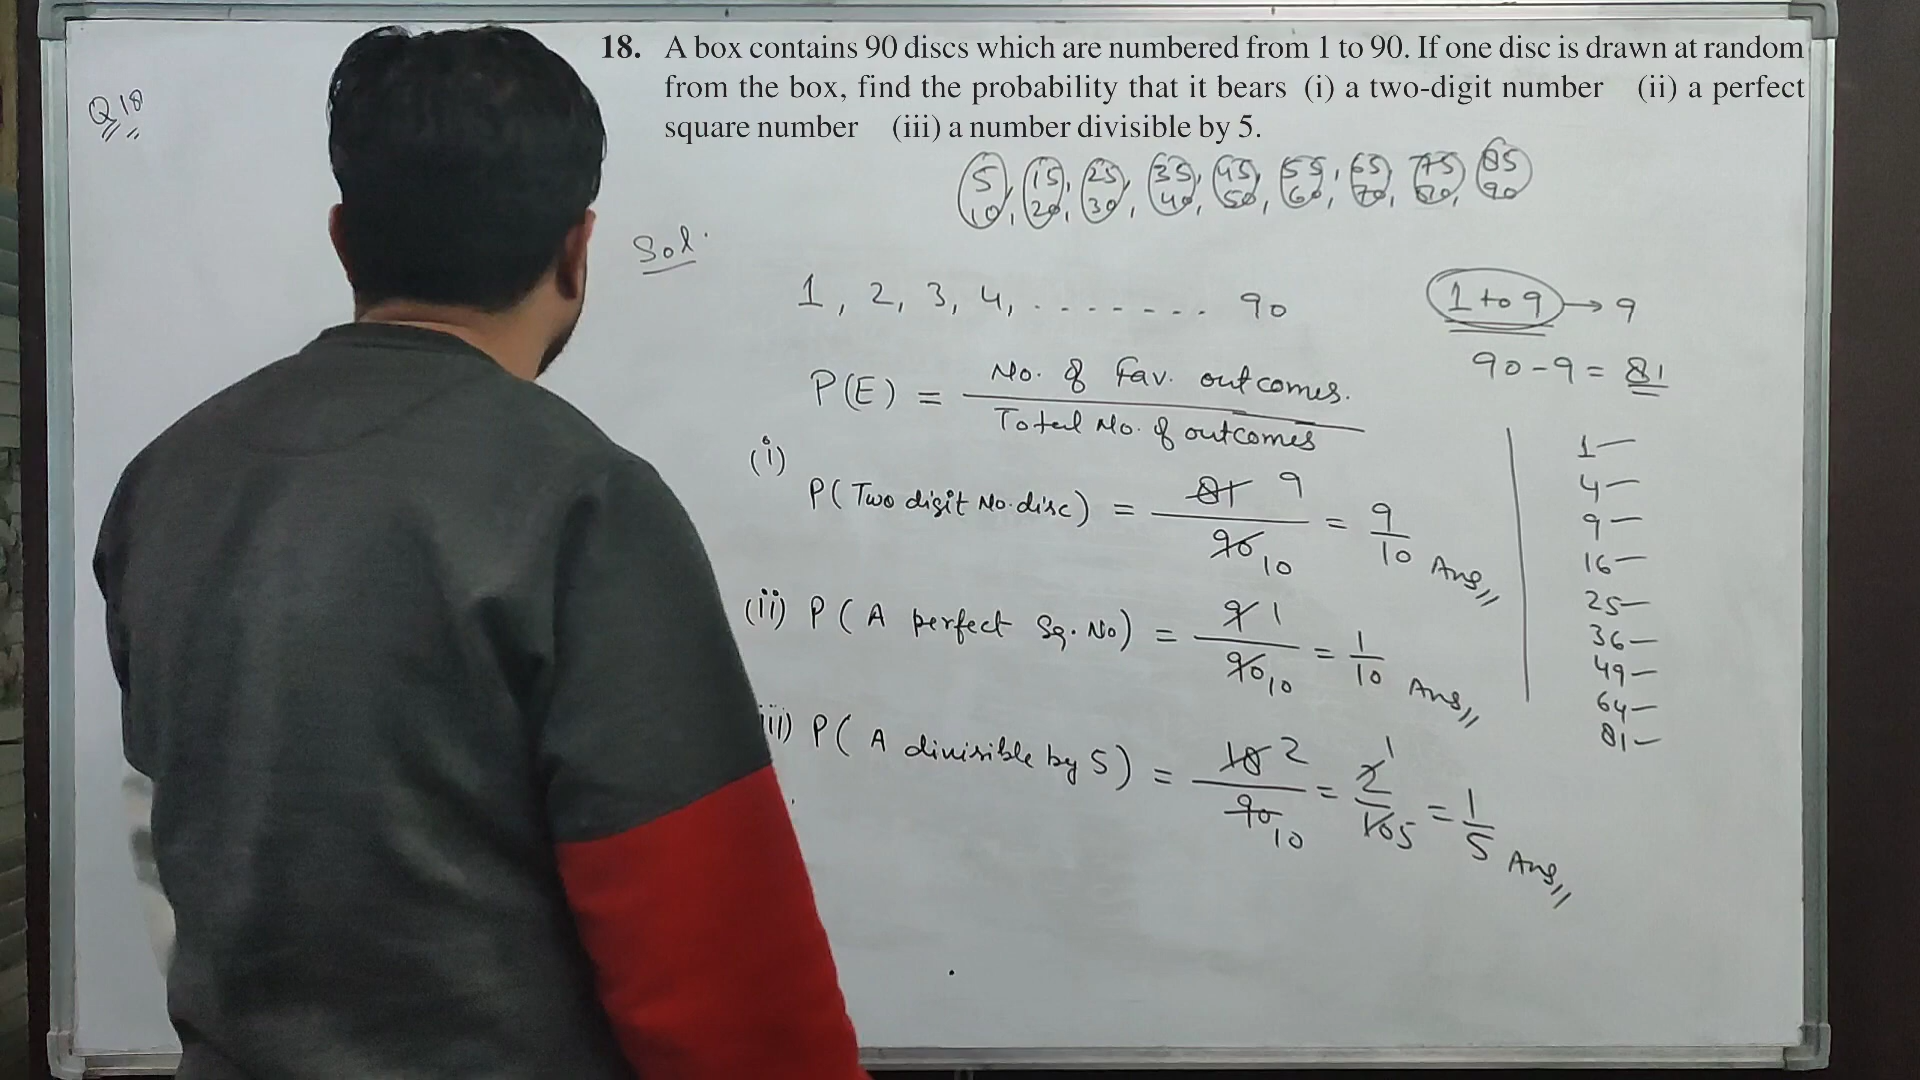 18. A box contains 90 discs which are numbered from 1 to 90. If one disc is drawn at random
from the box, find the probability that it bears (i) a two-digit number (ii) a perfect
square number (iii) a number divisible by 5.
Q18
5, 15, 25, 35, 45, 55, 65, 75, 85
10, 20, 30, 40, 50, 60, 70, 80, 90
Sol.
1, 2, 3, 4, ........ 90
1 to 9 → 9
90-9 = 81
P(E) = No. of Fav. outcomes.
Total No. of outcomes
(i)
P(Two digit No. disc) = 81 9 / 90 10 = 9/10 Ans,,
(ii) P(A perfect Sq. No) = 9 1 / 90 10 = 1/10 Ans,,
iii) P(A divisible by 5) = 18 2 / 90 10 = 2 1 / 10 5 = 1/5 Ans,,
1—
4—
9—
16—
25—
36—
49—
64—
81—